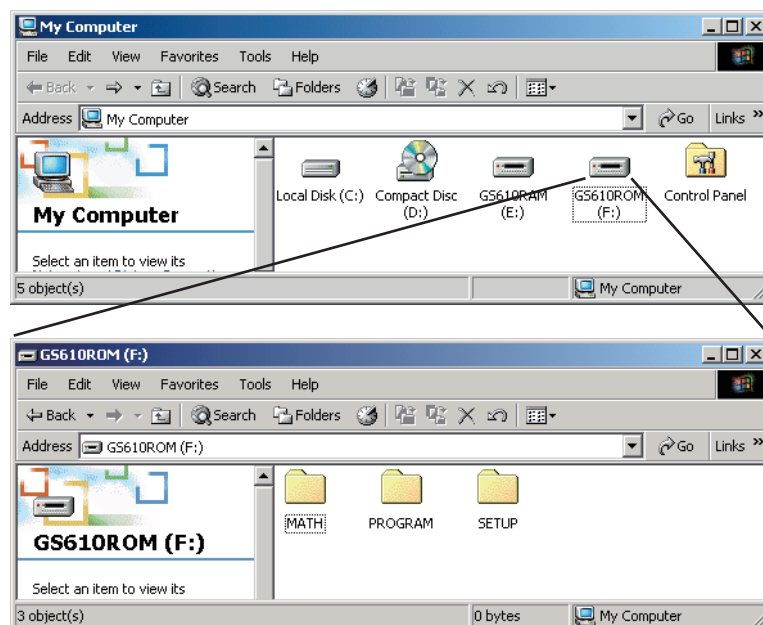 My Computer
File Edit View Favorites Tools Help
Back Search Folders
Address My Computer Go Links »
My Computer
Select an item to view its
Local Disk (C:) Compact Disc (D:) GS610RAM (E:) GS610ROM (F:) Control Panel
5 object(s) My Computer
GS610ROM (F:)
File Edit View Favorites Tools Help
Back Search Folders
Address GS610ROM (F:) Go Links »
GS610ROM (F:)
Select an item to view its
MATH PROGRAM SETUP
3 object(s) 0 bytes My Computer